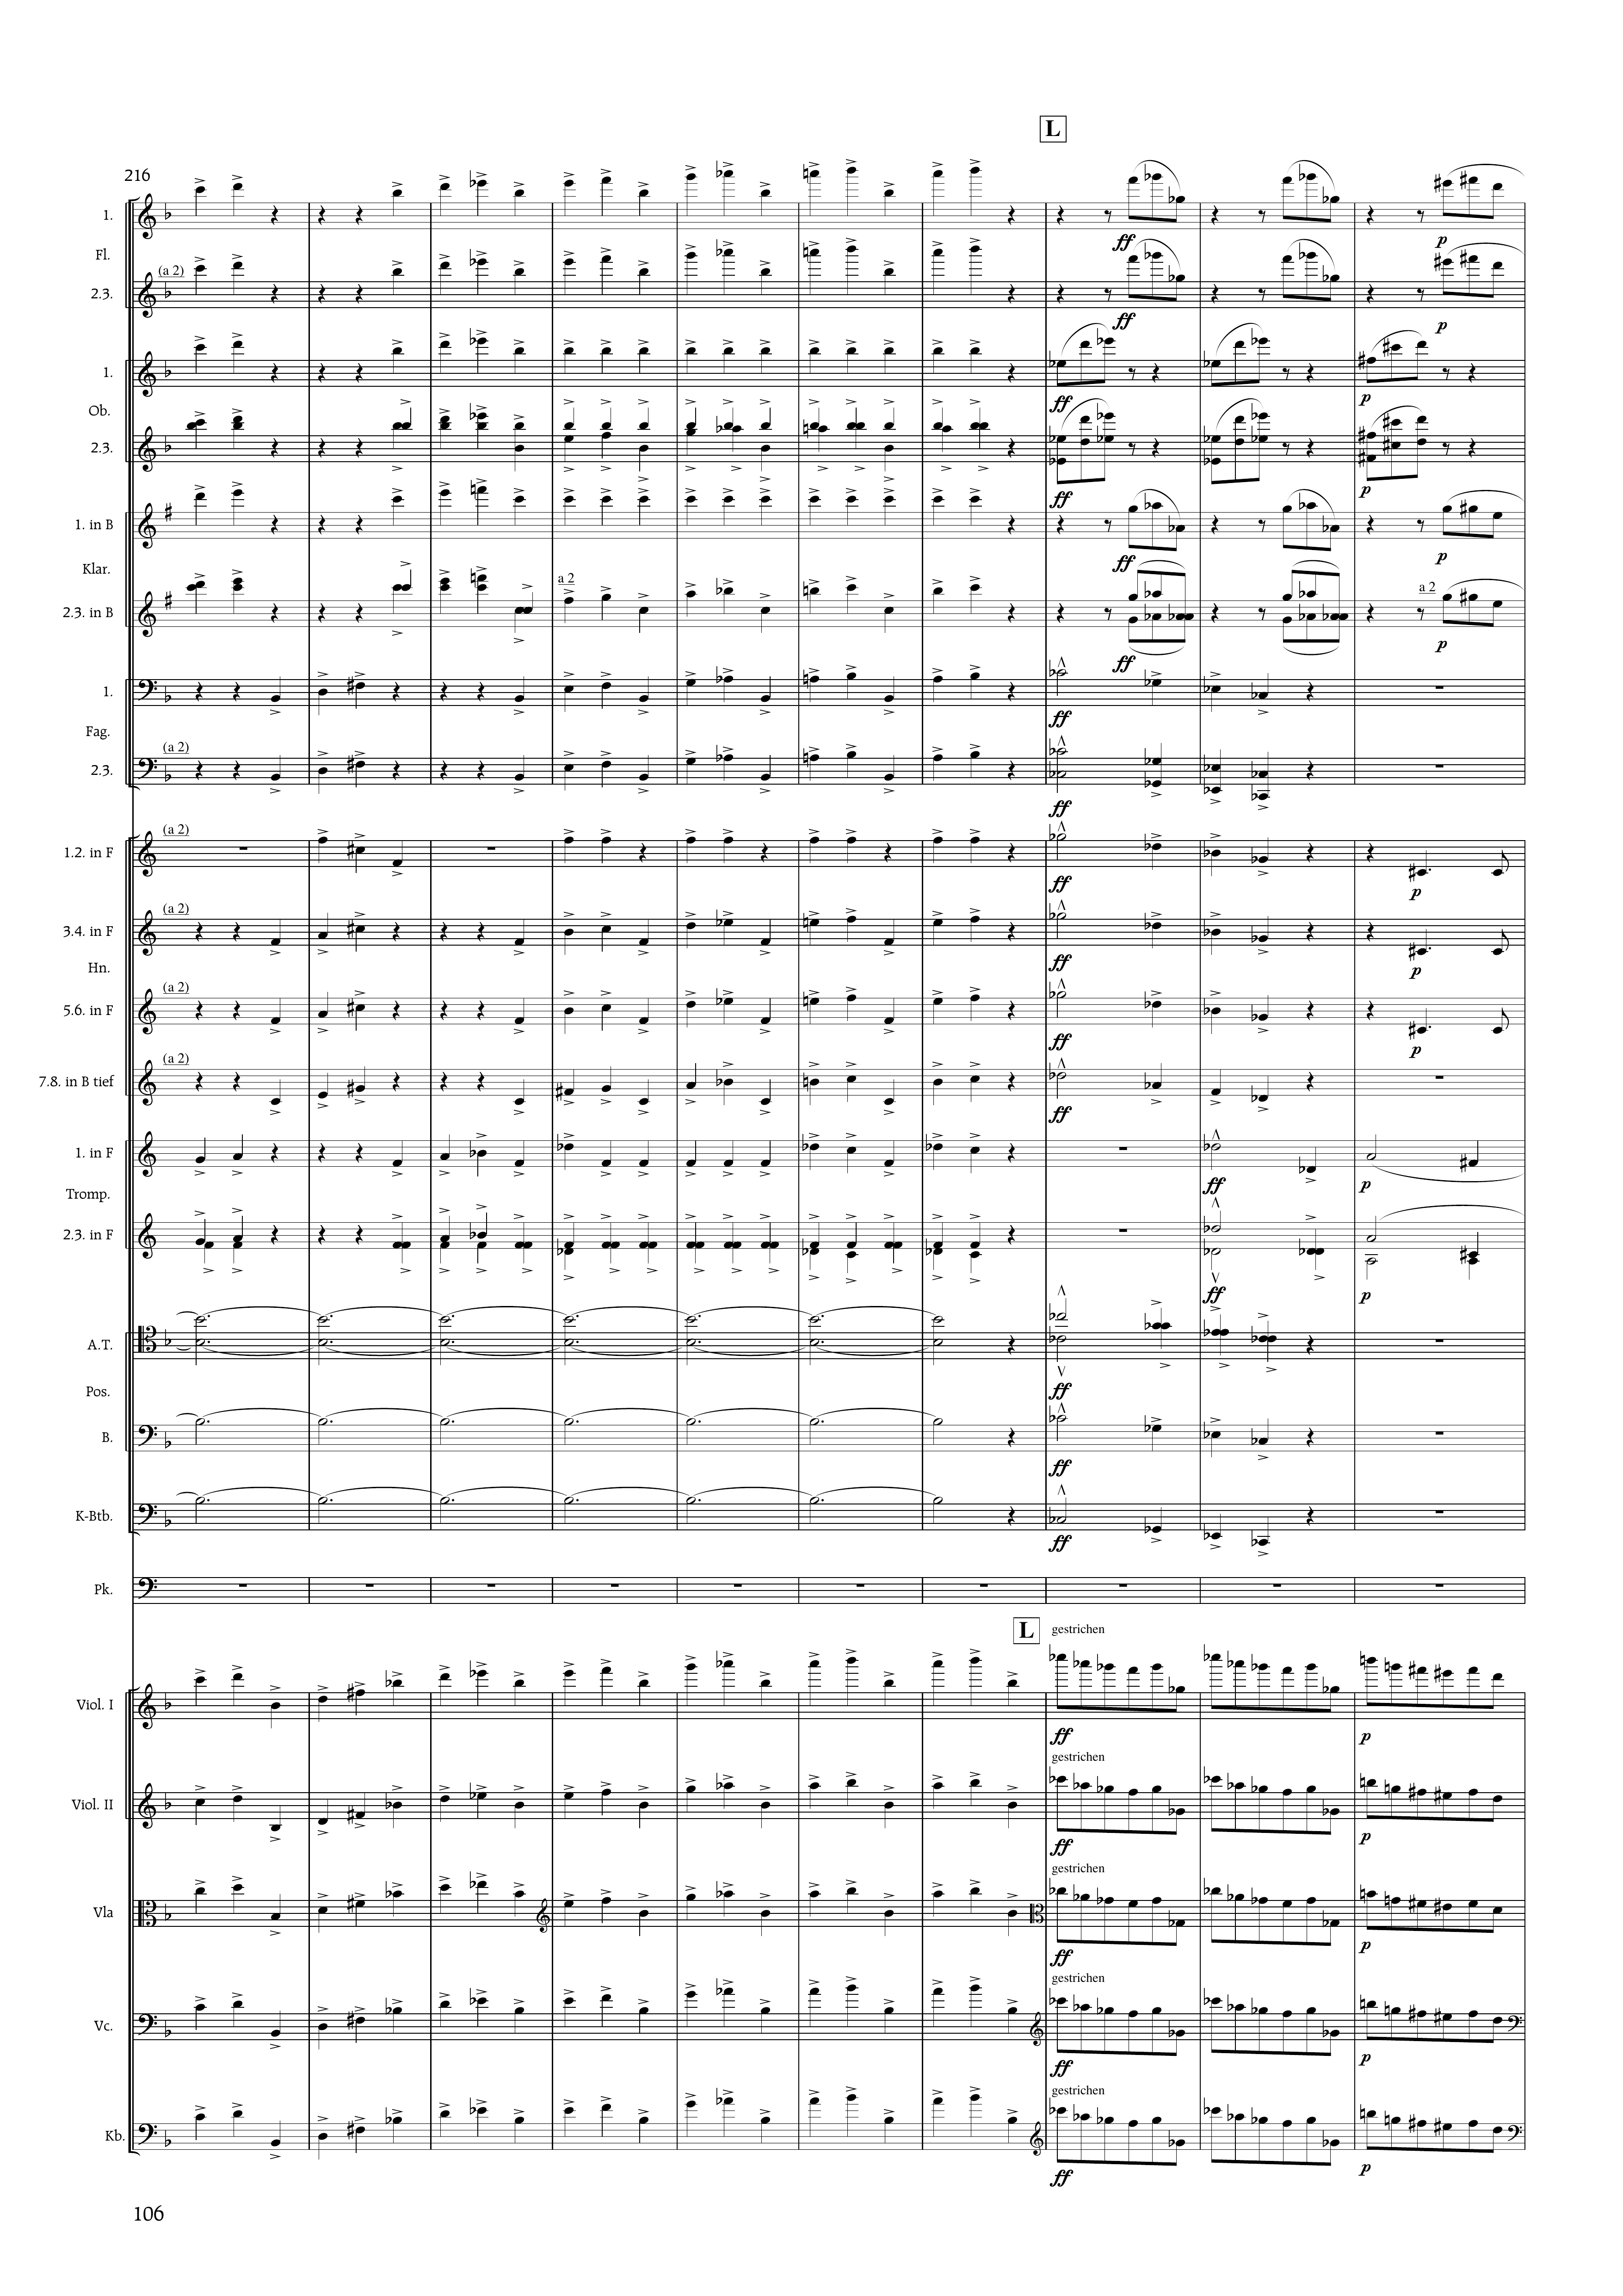 L
216
1.
Fl.
(a 2)
2.3.
ff
ff
p
p
1.
Ob.
2.3.
ff
ff
p
p
1. in B
Klar.
a 2
a 2
2.3. in B
ff
ff
p
p
1.
Fag.
(a 2)
2.3.
ff
ff
(a 2)
1.2. in F
ff
p
(a 2)
3.4. in F
Hn.
ff
p
(a 2)
5.6. in F
ff
p
(a 2)
7.8. in B tief
ff
1. in F
Tromp.
ff
p
2.3. in F
ff
p
A.T.
Pos.
ff
B.
ff
K-Btb.
ff
Pk.
L
gestrichen
Viol. I
ff
p
gestrichen
Viol. II
ff
p
gestrichen
Vla
ff
p
gestrichen
Vc.
ff
p
gestrichen
Kb.
ff
p
106